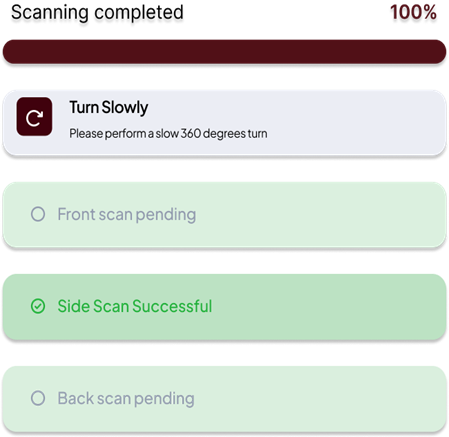 Scanning completed 100%
Turn Slowly
Please perform a slow 360 degrees turn
Front scan pending
Side Scan Successful
Back scan pending